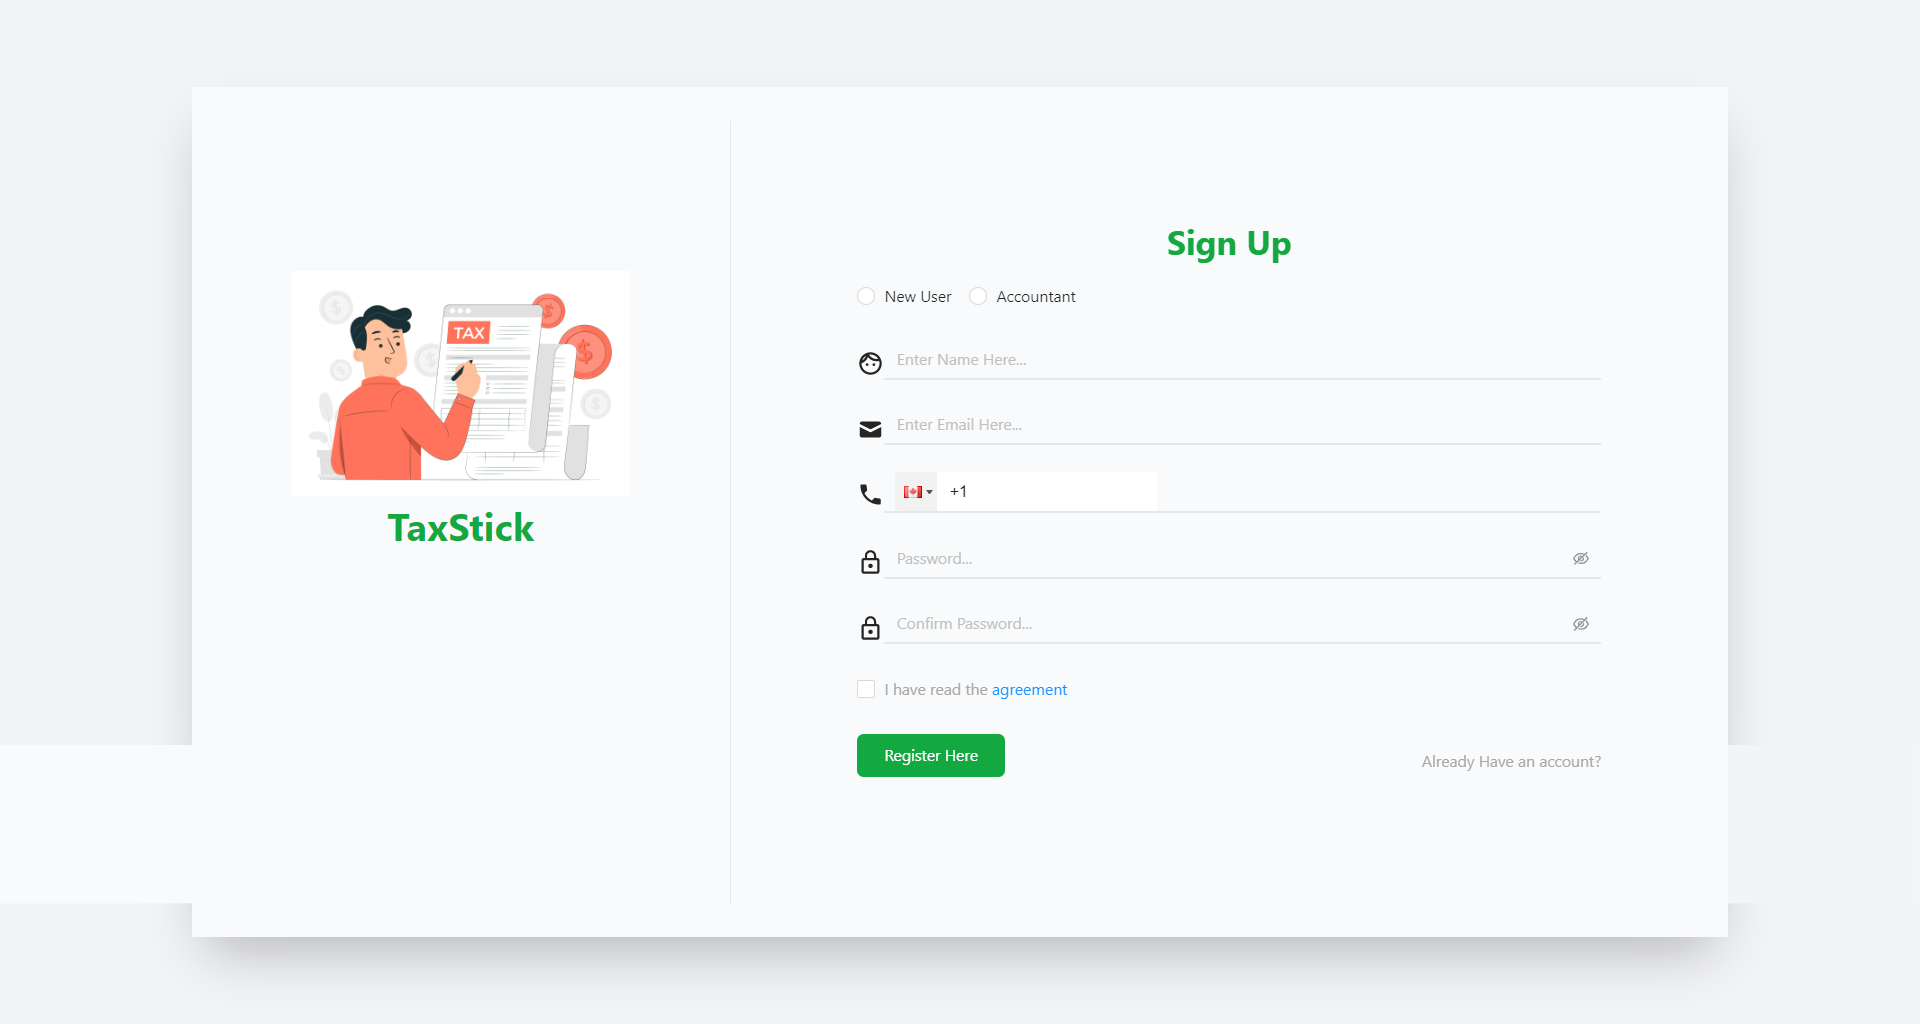 TAX
TaxStick
Sign Up
New User Accountant
Enter Name Here...
Enter Email Here...
+1
Password...
Confirm Password...
I have read the agreement
Register Here
Already Have an account?